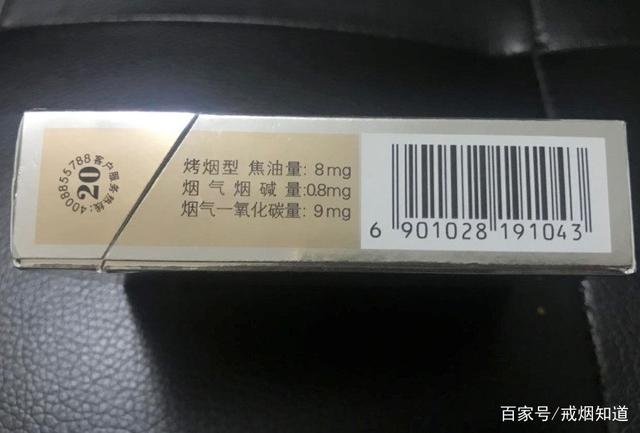 客户服务热线:4008855788
20
烤烟型 焦油量: 8mg
烟气烟碱量:0.8mg
烟气一氧化碳量: 9mg
6 901028 191043
百家号/戒烟知道